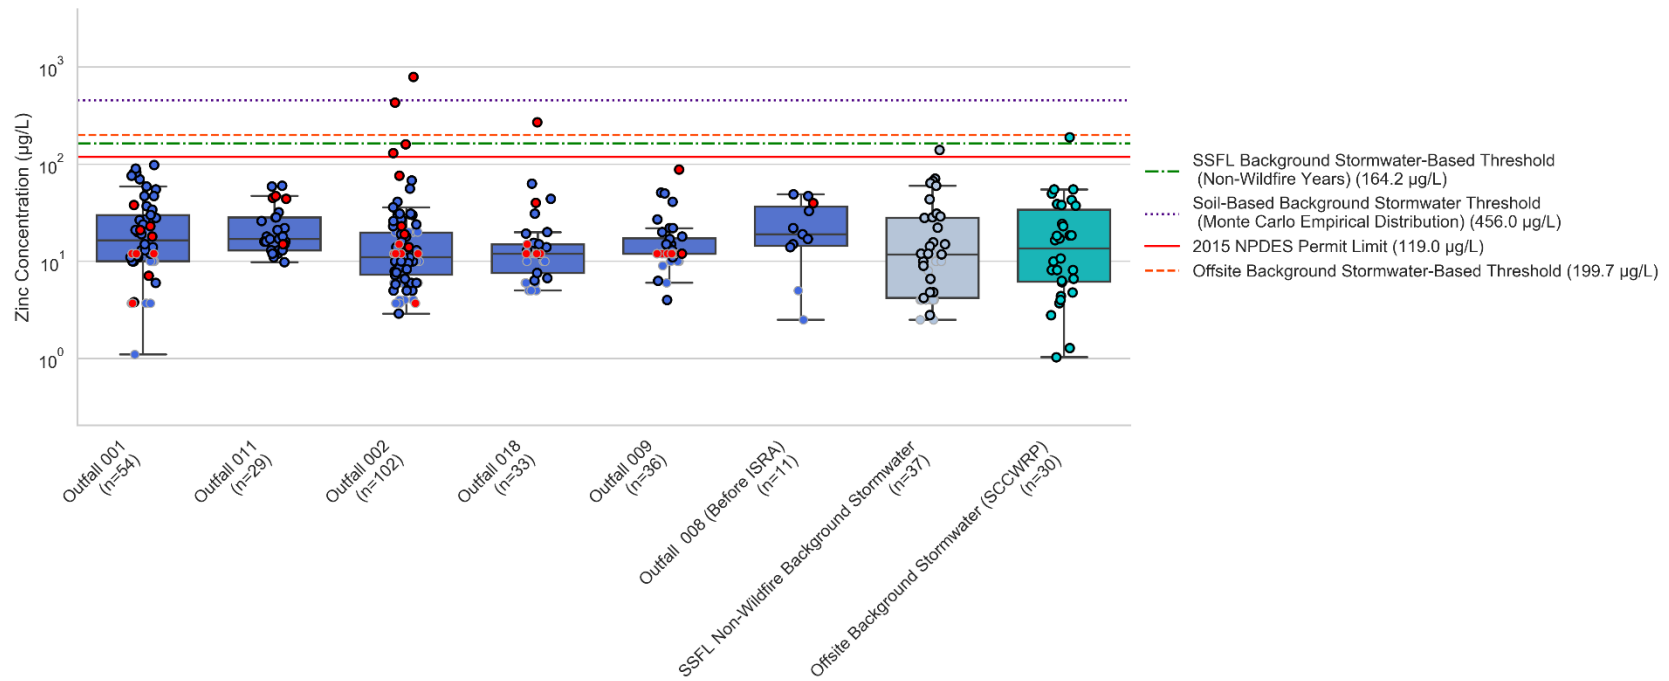 Zinc Concentration (µg/L)
10³
10²
10¹
10⁰
Outfall 001
(n=54)
Outfall 011
(n=29)
Outfall 002
(n=102)
Outfall 018
(n=33)
Outfall 009
(n=36)
Outfall  008 (Before ISRA)
(n=11)
SSFL Non-Wildfire Background Stormwater
(n=37)
Offsite Background Stormwater (SCCWRP)
(n=30)
SSFL Background Stormwater-Based Threshold
(Non-Wildfire Years) (164.2 µg/L)
Soil-Based Background Stormwater Threshold
(Monte Carlo Empirical Distribution) (456.0 µg/L)
2015 NPDES Permit Limit (119.0 µg/L)
Offsite Background Stormwater-Based Threshold (199.7 µg/L)